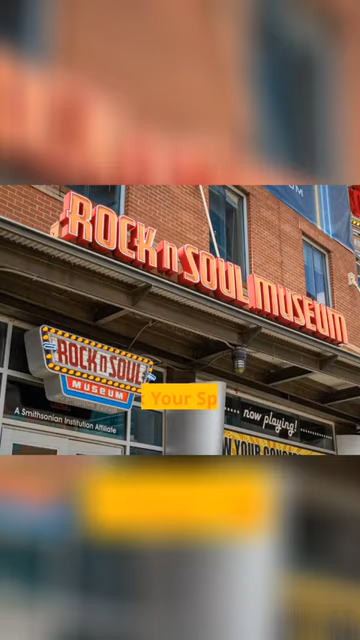 ROCK n SOUL MUSEUM
ROCK n SOUL
MUSEUM
Your Sp
A Smithsonian Institution Affiliate
now playing!